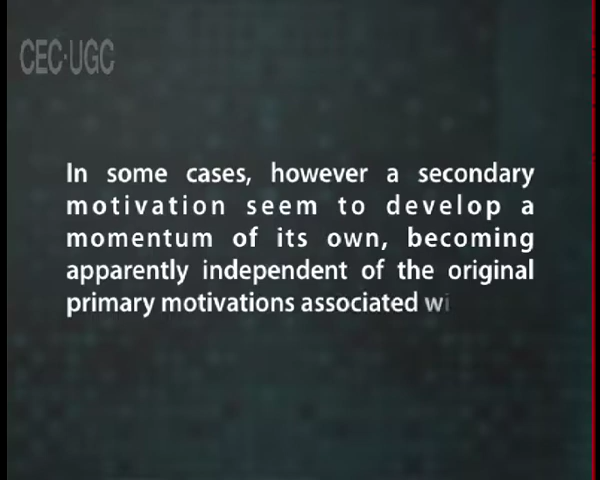 CEC-UGC
In some cases, however a secondary
motivation seem to develop a
momentum of its own, becoming
apparently independent of the original
primary motivations associated wi